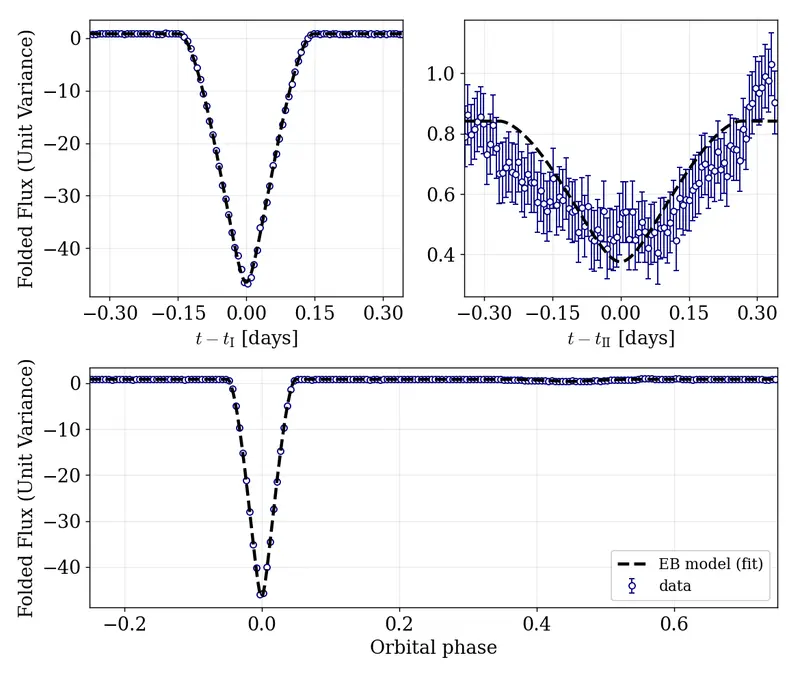 Folded Flux (Unit Variance)
0
−10
−20
−30
−40
−0.30 −0.15 0.00 0.15 0.30
t − t_I [days]
1.0
0.8
0.6
0.4
−0.30 −0.15 0.00 0.15 0.30
t − t_II [days]
Folded Flux (Unit Variance)
0
−10
−20
−30
−40
−0.2 0.0 0.2 0.4 0.6
Orbital phase
EB model (fit)
data